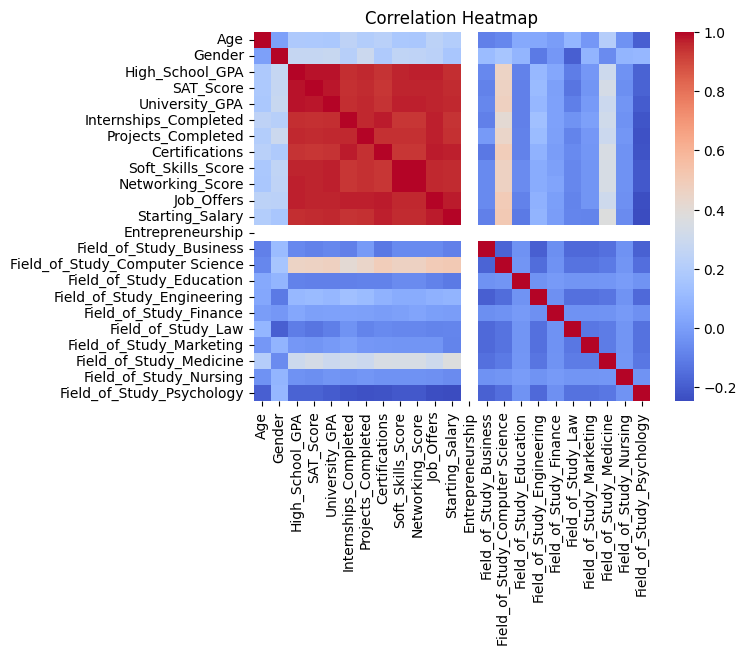 Correlation Heatmap
Age
Gender
High_School_GPA
SAT_Score
University_GPA
Internships_Completed
Projects_Completed
Certifications
Soft_Skills_Score
Networking_Score
Job_Offers
Starting_Salary
Entrepreneurship
Field_of_Study_Business
Field_of_Study_Computer Science
Field_of_Study_Education
Field_of_Study_Engineering
Field_of_Study_Finance
Field_of_Study_Law
Field_of_Study_Marketing
Field_of_Study_Medicine
Field_of_Study_Nursing
Field_of_Study_Psychology
Age
Gender
High_School_GPA
SAT_Score
University_GPA
Internships_Completed
Projects_Completed
Certifications
Soft_Skills_Score
Networking_Score
Job_Offers
Starting_Salary
Entrepreneurship
Field_of_Study_Business
Field_of_Study_Computer Science
Field_of_Study_Education
Field_of_Study_Engineering
Field_of_Study_Finance
Field_of_Study_Law
Field_of_Study_Marketing
Field_of_Study_Medicine
Field_of_Study_Nursing
Field_of_Study_Psychology
1.0
0.8
0.6
0.4
0.2
0.0
−0.2